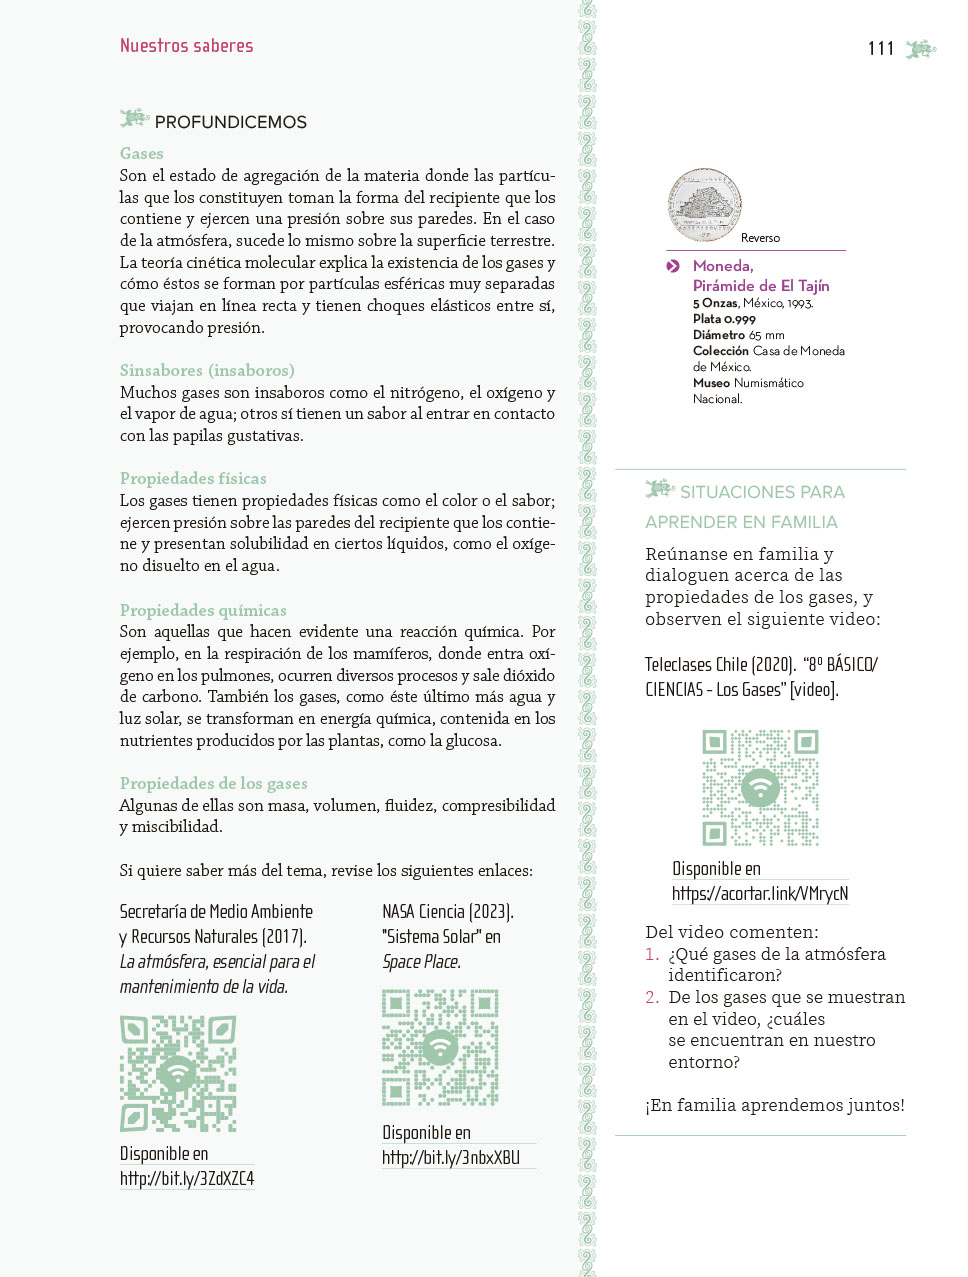 Nuestros saberes
111
PROFUNDICEMOS
Gases
Son el estado de agregación de la materia donde las partícu-
las que los constituyen toman la forma del recipiente que los
contiene y ejercen una presión sobre sus paredes. En el caso
de la atmósfera, sucede lo mismo sobre la superficie terrestre.
La teoría cinética molecular explica la existencia de los gases y
cómo éstos se forman por partículas esféricas muy separadas
que viajan en línea recta y tienen choques elásticos entre sí,
provocando presión.
Sinsabores (insaboros)
Muchos gases son insaboros como el nitrógeno, el oxígeno y
el vapor de agua; otros sí tienen un sabor al entrar en contacto
con las papilas gustativas.
Propiedades físicas
Los gases tienen propiedades físicas como el color o el sabor;
ejercen presión sobre las paredes del recipiente que los contie-
ne y presentan solubilidad en ciertos líquidos, como el oxíge-
no disuelto en el agua.
Propiedades químicas
Son aquellas que hacen evidente una reacción química. Por
ejemplo, en la respiración de los mamíferos, donde entra oxí-
geno en los pulmones, ocurren diversos procesos y sale dióxido
de carbono. También los gases, como éste último más agua y
luz solar, se transforman en energía química, contenida en los
nutrientes producidos por las plantas, como la glucosa.
Propiedades de los gases
Algunas de ellas son masa, volumen, fluidez, compresibilidad
y miscibilidad.
Si quiere saber más del tema, revise los siguientes enlaces:
Secretaría de Medio Ambiente
y Recursos Naturales (2017).
La atmósfera, esencial para el
mantenimiento de la vida.
Disponible en
http://bit.ly/3ZdXZC4
NASA Ciencia (2023).
"Sistema Solar" en
Space Place.
Disponible en
http://bit.ly/3nbxXBU
Reverso
Moneda,
Pirámide de El Tajín
5 Onzas, México, 1993.
Plata 0.999
Diámetro 65 mm
Colección Casa de Moneda
de México.
Museo Numismático
Nacional.
SITUACIONES PARA
APRENDER EN FAMILIA
Reúnanse en familia y
dialoguen acerca de las
propiedades de los gases, y
observen el siguiente video:
Teleclases Chile (2020). “8º BÁSICO/
CIENCIAS - Los Gases” [video].
Disponible en
https://acortar.link/VMrycN
Del video comenten:
1. ¿Qué gases de la atmósfera
identificaron?
2. De los gases que se muestran
en el video, ¿cuáles
se encuentran en nuestro
entorno?
¡En familia aprendemos juntos!